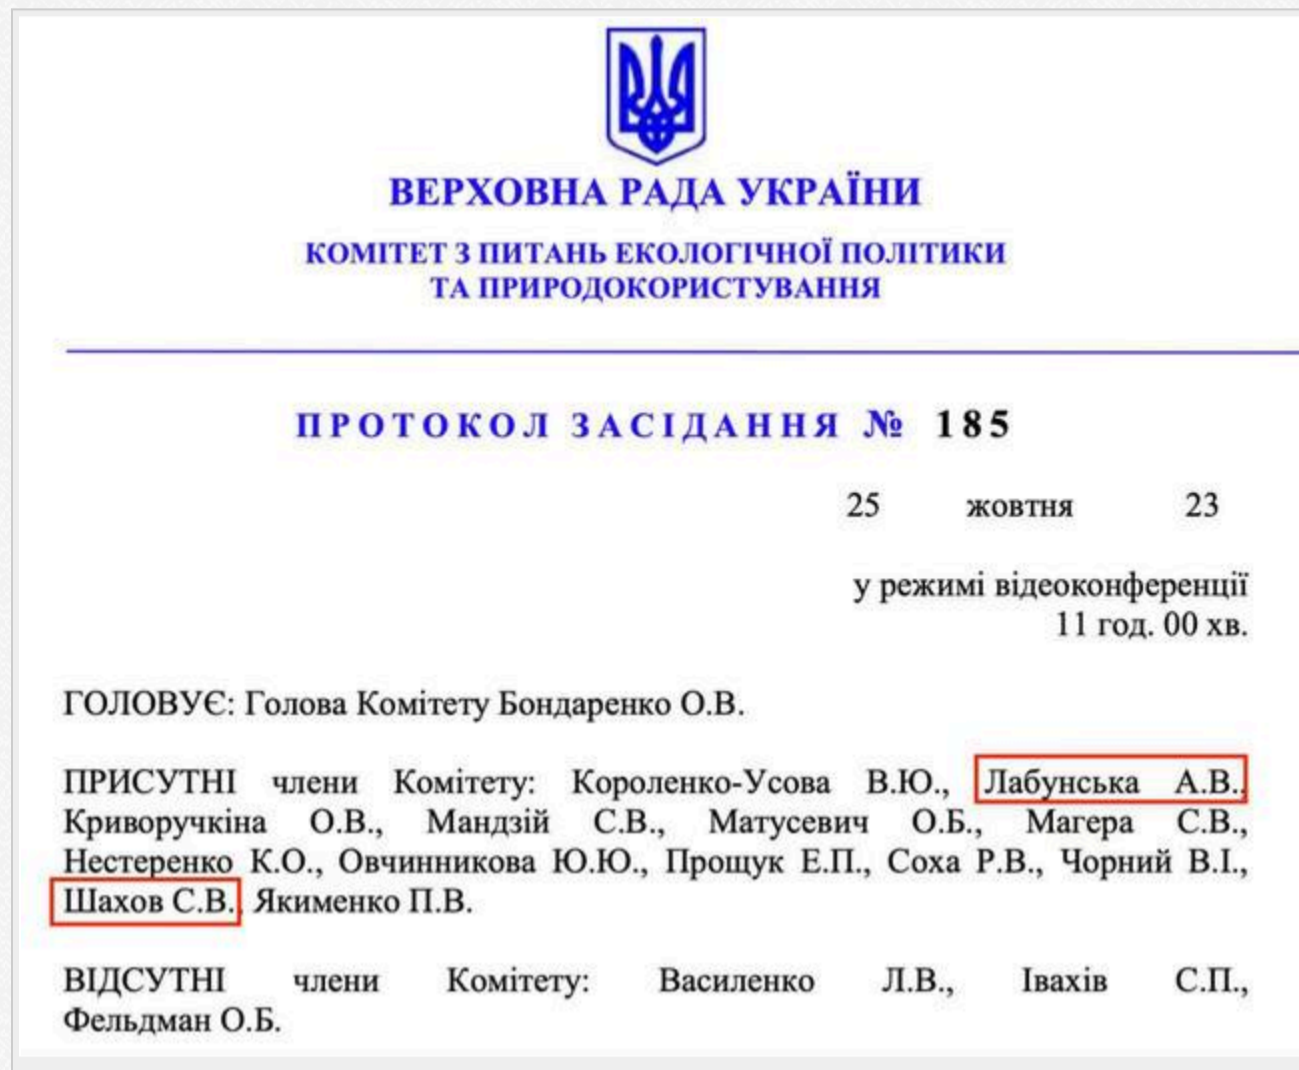 ВЕРХОВНА РАДА УКРАЇНИ
КОМІТЕТ З ПИТАНЬ ЕКОЛОГІЧНОЇ ПОЛІТИКИ
ТА ПРИРОДОКОРИСТУВАННЯ
ПРОТОКОЛ ЗАСІДАННЯ № 185
25 жовтня 23
у режимі відеоконференції
11 год. 00 хв.
ГОЛОВУЄ: Голова Комітету Бондаренко О.В.
ПРИСУТНІ члени Комітету: Короленко-Усова В.Ю., Лабунська А.В.,
Криворучкіна О.В., Мандзій С.В., Матусевич О.Б., Магера С.В.,
Нестеренко К.О., Овчинникова Ю.Ю., Прощук Е.П., Соха Р.В., Чорний В.І.,
Шахов С.В., Якименко П.В.
ВІДСУТНІ члени Комітету: Василенко Л.В., Івахів С.П.,
Фельдман О.Б.